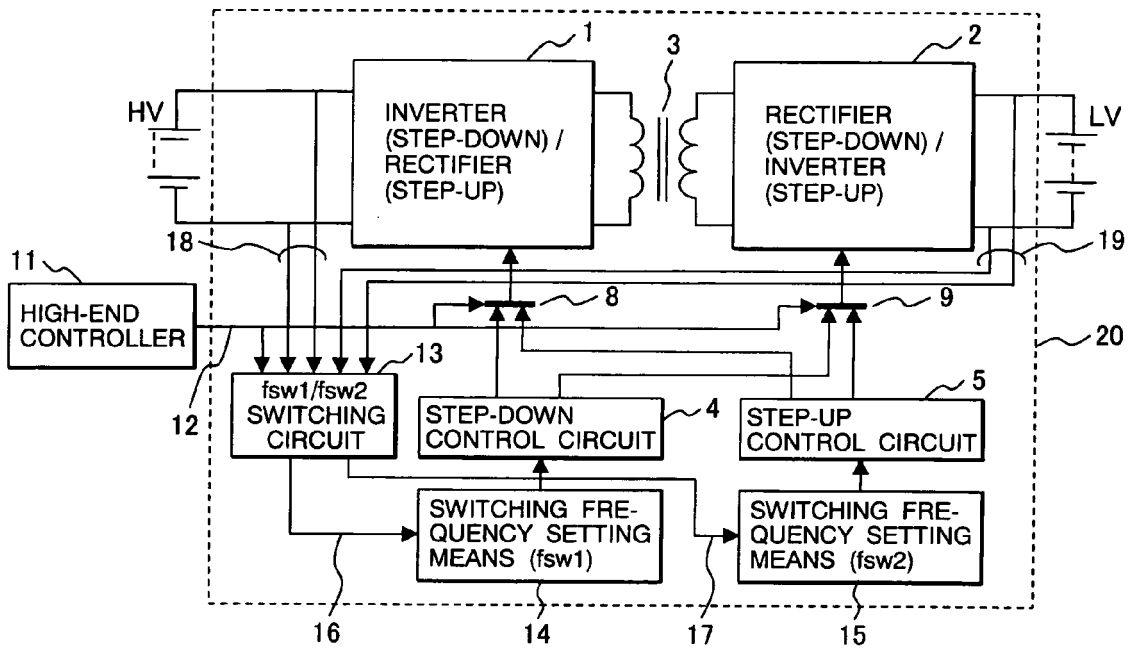 1
2
3
HV
INVERTER
(STEP-DOWN) /
RECTIFIER
(STEP-UP)
RECTIFIER
(STEP-DOWN) /
INVERTER
(STEP-UP)
LV
18
19
11
HIGH-END
CONTROLLER
8
9
20
12
13
fsw1/fsw2
SWITCHING
CIRCUIT
STEP-DOWN
CONTROL CIRCUIT
4
STEP-UP
CONTROL CIRCUIT
5
SWITCHING FRE-
QUENCY SETTING
MEANS (fsw1)
SWITCHING FRE-
QUENCY SETTING
MEANS (fsw2)
16
14
17
15